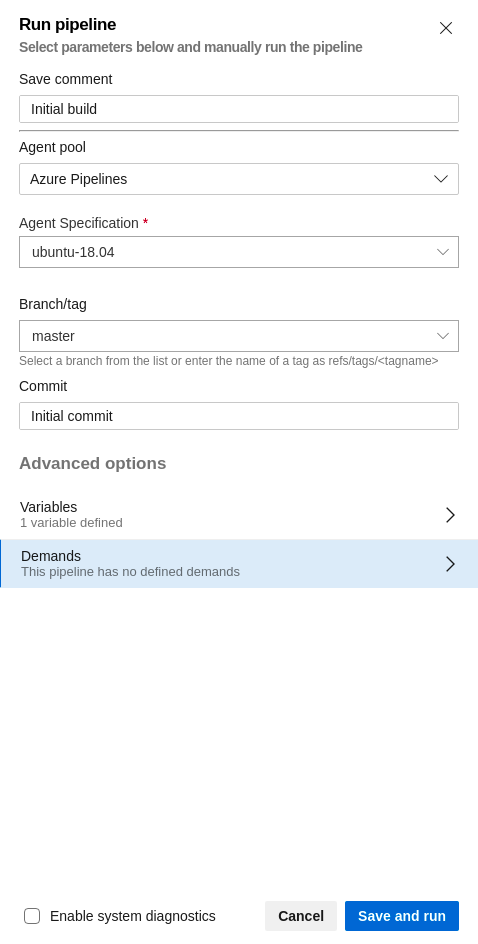 Run pipeline
Select parameters below and manually run the pipeline
Save comment
Initial build
Agent pool
Azure Pipelines
Agent Specification *
ubuntu-18.04
Branch/tag
master
Select a branch from the list or enter the name of a tag as refs/tags/<tagname>
Commit
Initial commit
Advanced options
Variables
1 variable defined
Demands
This pipeline has no defined demands
Enable system diagnostics
Cancel
Save and run